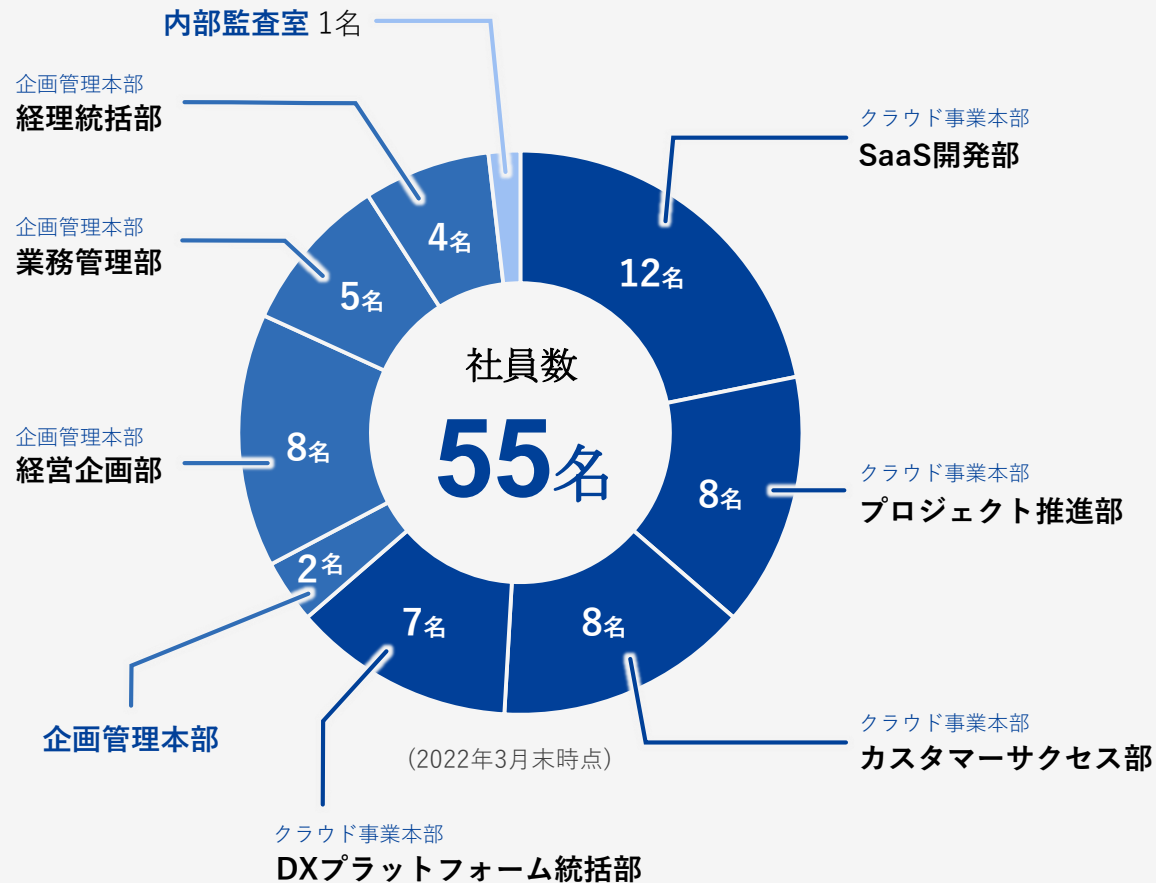 内部監査室 1名
企画管理本部
経理統括部
クラウド事業本部
SaaS開発部
企画管理本部
業務管理部
4名
12名
5名
社員数
55名
企画管理本部
経営企画部
8名
クラウド事業本部
プロジェクト推進部
8名
2名
7名
8名
企画管理本部
(2022年3月末時点)
クラウド事業本部
カスタマーサクセス部
クラウド事業本部
DXプラットフォーム統括部